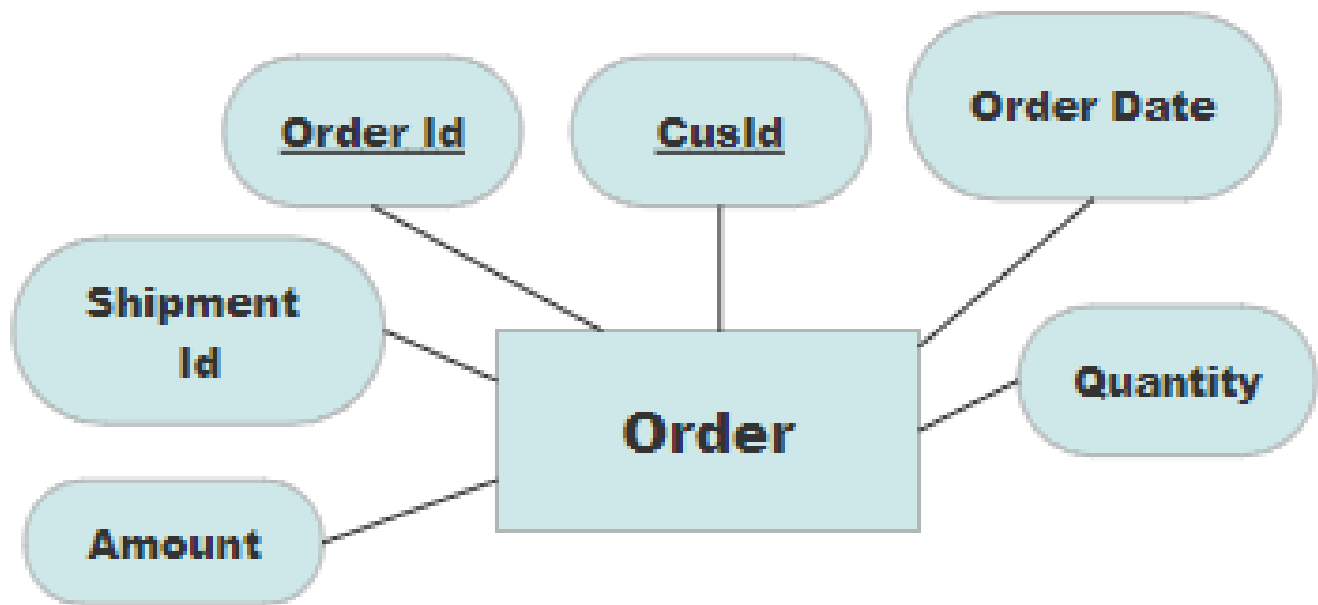 Order Id
CusId
Order Date
Shipment
Id
Quantity
Order
Amount